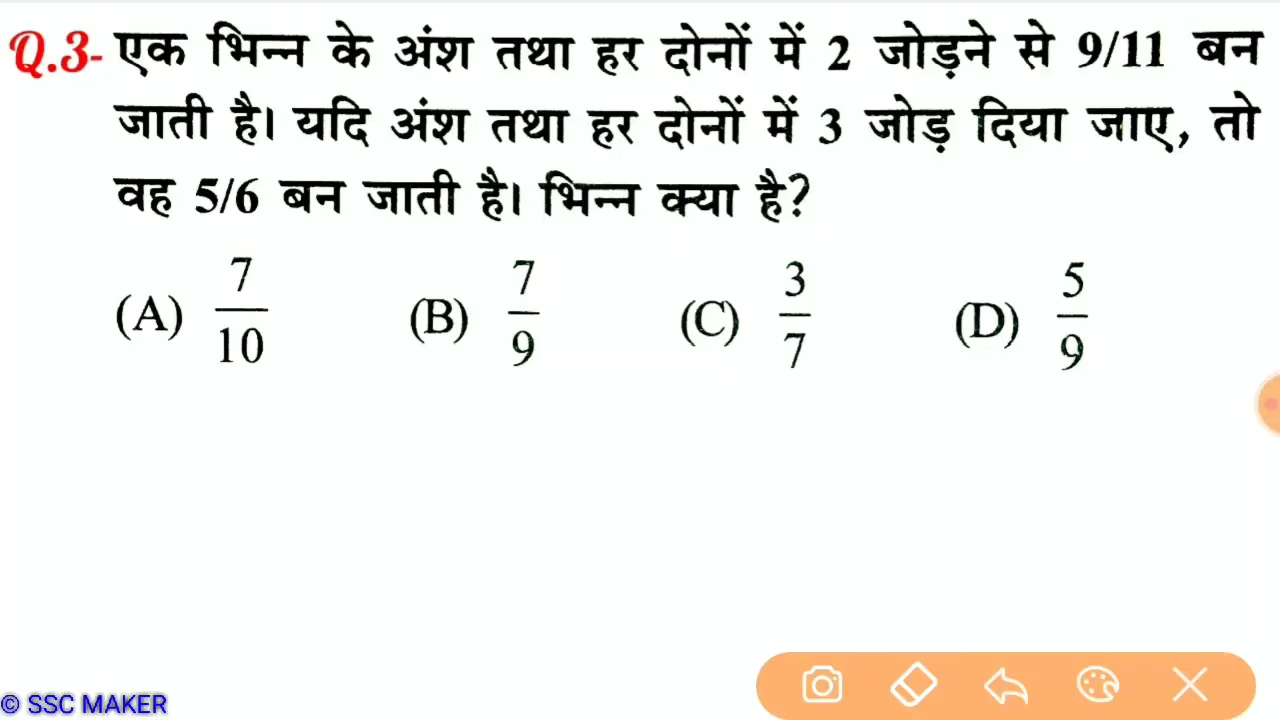 Q.3- एक भिन्न के अंश तथा हर दोनों में 2 जोड़ने से 9/11 बन
जाती है। यदि अंश तथा हर दोनों में 3 जोड़ दिया जाए, तो
वह 5/6 बन जाती है। भिन्न क्या है?
(A) 7/10 (B) 7/9 (C) 3/7 (D) 5/9
© SSC MAKER